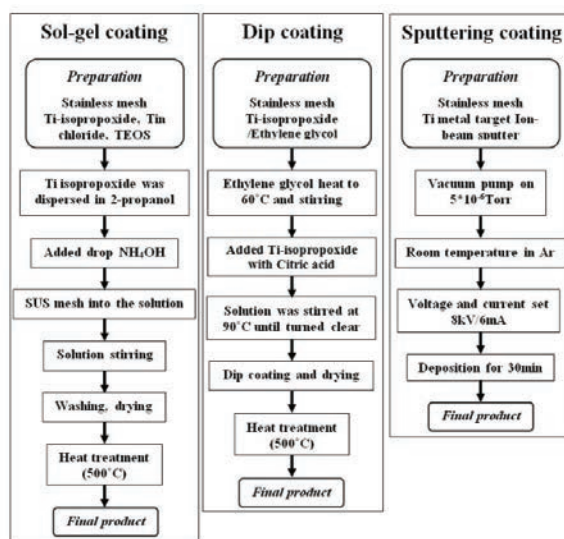 Sol-gel coating
Preparation
Stainless mesh
Ti-isopropoxide, Tin
chloride, TEOS
Ti isopropoxide was
dispersed in 2-propanol
Added drop NH₄OH
SUS mesh into the solution
Solution stirring
Washing, drying
Heat treatment
(500˚C)
Final product
Dip coating
Preparation
Stainless mesh
Ti-isopropoxide
/Ethylene glycol
Ethylene glycol heat to
60˚C and stirring
Added Ti-isopropoxide
with Citric acid
Solution was stirred at
90˚C until turned clear
Dip coating and drying
Heat treatment
(500˚C)
Final product
Sputtering coating
Preparation
Stainless mesh
Ti metal target Ion-
beam sputter
Vacuum pump on
5*10⁻⁶Torr
Room temperature in Ar
Voltage and current set
8kV/6mA
Deposition for 30min
Final product